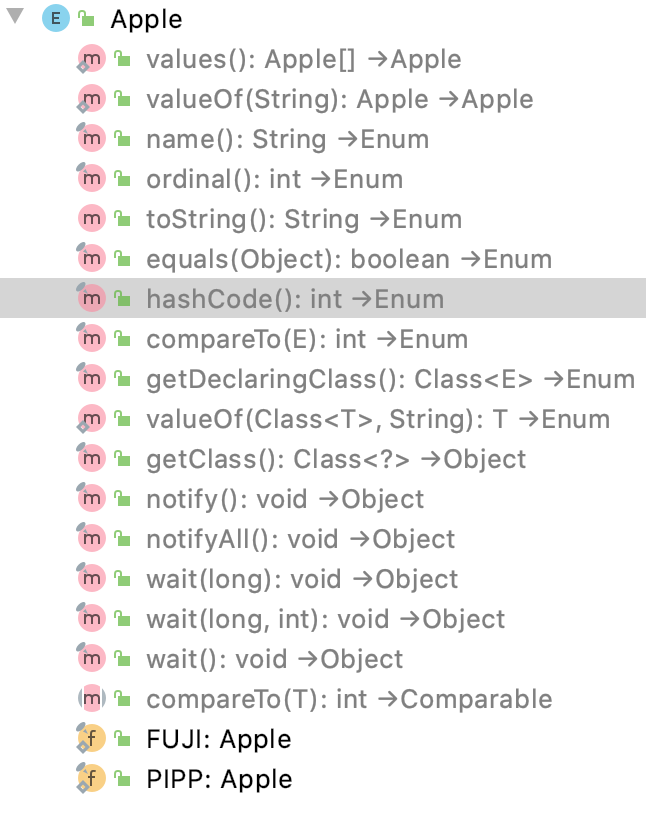 E Apple
m values(): Apple[] →Apple
m valueOf(String): Apple →Apple
m name(): String →Enum
m ordinal(): int →Enum
m toString(): String →Enum
m equals(Object): boolean →Enum
m hashCode(): int →Enum
m compareTo(E): int →Enum
m getDeclaringClass(): Class<E> →Enum
m valueOf(Class<T>, String): T →Enum
m getClass(): Class<?> →Object
m notify(): void →Object
m notifyAll(): void →Object
m wait(long): void →Object
m wait(long, int): void →Object
m wait(): void →Object
m compareTo(T): int →Comparable
f FUJI: Apple
f PIPP: Apple